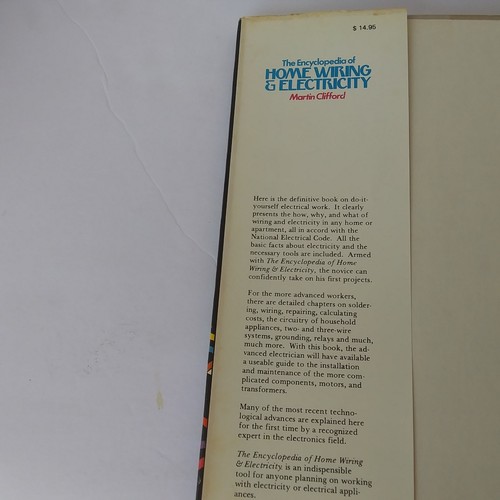 $ 14.95
The Encyclopedia of
HOME WIRING
& ELECTRICITY
Martin Clifford
Here is the definitive book on do-it-
yourself electrical work. It clearly
presents the how, why, and what of
wiring and electricity in any home or
apartment, all in accord with the
National Electrical Code. All the
basic facts about electricity and the
necessary tools are included. Armed
with The Encyclopedia of Home
Wiring & Electricity, the novice can
confidently take on his first projects.
For the more advanced workers,
there are detailed chapters on solder-
ing, wiring, repairing, calculating
costs, the circuitry of household
appliances, two- and three-wire
systems, grounding, relays and much,
much more. With this book, the ad-
vanced electrician will have available
a useable guide to the installation
and maintenance of the more com-
plicated components, motors, and
transformers.
Many of the most recent techno-
logical advances are explained here
for the first time by a recognized
expert in the electronics field.
The Encyclopedia of Home Wiring
& Electricity is an indispensible
tool for anyone planning on working
with electricity or electrical appli-
ances.